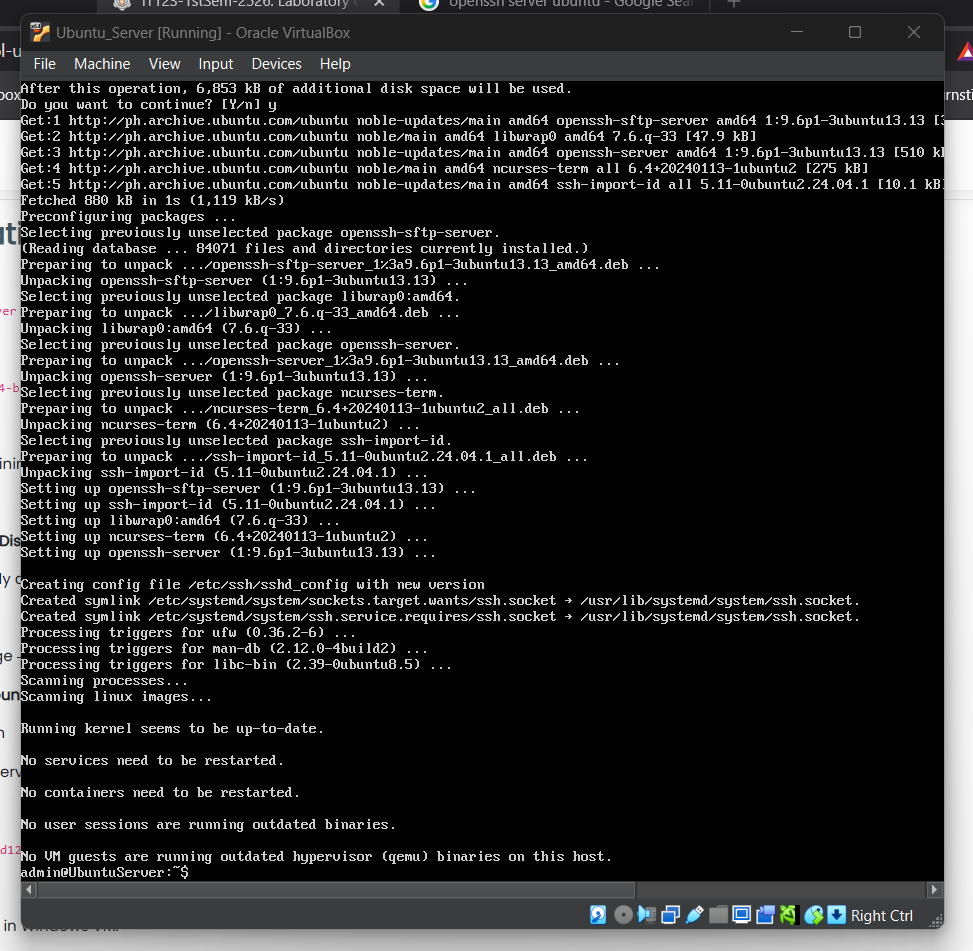 IT123-1stSem-2526: Laboratory
openssh server ubuntu - Google Sear
Ubuntu_Server [Running] - Oracle VirtualBox
File Machine View Input Devices Help
After this operation, 6,853 kB of additional disk space will be used.
Do you want to continue? [Y/n] y
Get:1 http://ph.archive.ubuntu.com/ubuntu noble-updates/main amd64 openssh-sftp-server amd64 1:9.6p1-3ubuntu13.13 [3
Get:2 http://ph.archive.ubuntu.com/ubuntu noble/main amd64 libwrap0 amd64 7.6.q-33 [47.9 kB]
Get:3 http://ph.archive.ubuntu.com/ubuntu noble-updates/main amd64 openssh-server amd64 1:9.6p1-3ubuntu13.13 [510 kB
Get:4 http://ph.archive.ubuntu.com/ubuntu noble/main amd64 ncurses-term all 6.4+20240113-1ubuntu2 [275 kB]
Get:5 http://ph.archive.ubuntu.com/ubuntu noble-updates/main amd64 ssh-import-id all 5.11-0ubuntu2.24.04.1 [10.1 kB]
Fetched 880 kB in 1s (1,119 kB/s)
Preconfiguring packages ...
Selecting previously unselected package openssh-sftp-server.
(Reading database ... 84071 files and directories currently installed.)
Preparing to unpack .../openssh-sftp-server_1%3a9.6p1-3ubuntu13.13_amd64.deb ...
Unpacking openssh-sftp-server (1:9.6p1-3ubuntu13.13) ...
Selecting previously unselected package libwrap0:amd64.
Preparing to unpack .../libwrap0_7.6.q-33_amd64.deb ...
Unpacking libwrap0:amd64 (7.6.q-33) ...
Selecting previously unselected package openssh-server.
Preparing to unpack .../openssh-server_1%3a9.6p1-3ubuntu13.13_amd64.deb ...
Unpacking openssh-server (1:9.6p1-3ubuntu13.13) ...
Selecting previously unselected package ncurses-term.
Preparing to unpack .../ncurses-term_6.4+20240113-1ubuntu2_all.deb ...
Unpacking ncurses-term (6.4+20240113-1ubuntu2) ...
Selecting previously unselected package ssh-import-id.
Preparing to unpack .../ssh-import-id_5.11-0ubuntu2.24.04.1_all.deb ...
Unpacking ssh-import-id (5.11-0ubuntu2.24.04.1) ...
Setting up openssh-sftp-server (1:9.6p1-3ubuntu13.13) ...
Setting up ssh-import-id (5.11-0ubuntu2.24.04.1) ...
Setting up libwrap0:amd64 (7.6.q-33) ...
Setting up ncurses-term (6.4+20240113-1ubuntu2) ...
Setting up openssh-server (1:9.6p1-3ubuntu13.13) ...
Creating config file /etc/ssh/sshd_config with new version
Created symlink /etc/systemd/system/sockets.target.wants/ssh.socket → /usr/lib/systemd/system/ssh.socket.
Created symlink /etc/systemd/system/ssh.service.requires/ssh.socket → /usr/lib/systemd/system/ssh.socket.
Processing triggers for ufw (0.36.2-6) ...
Processing triggers for man-db (2.12.0-4build2) ...
Processing triggers for libc-bin (2.39-0ubuntu8.5) ...
Scanning processes...
Scanning linux images...
Running kernel seems to be up-to-date.
No services need to be restarted.
No containers need to be restarted.
No user sessions are running outdated binaries.
No VM guests are running outdated hypervisor (qemu) binaries on this host.
admin@UbuntuServer:~$
Right Ctrl
in Windows VM.